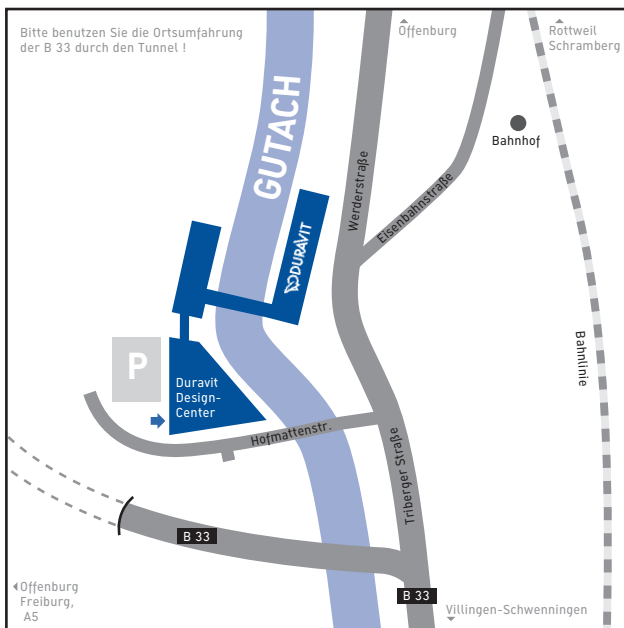 Bitte benutzen Sie die Ortsumfahrung
der B 33 durch den Tunnel !
Offenburg
Rottweil
Schramberg
GUTACH
Bahnhof
Werderstraße
Eisenbahnstraße
DURAVIT
Bahnlinie
P
Duravit
Design-
Center
Hofmattenstr.
Triberger Straße
B 33
B 33
Offenburg
Freiburg,
A5
Villingen-Schwenningen